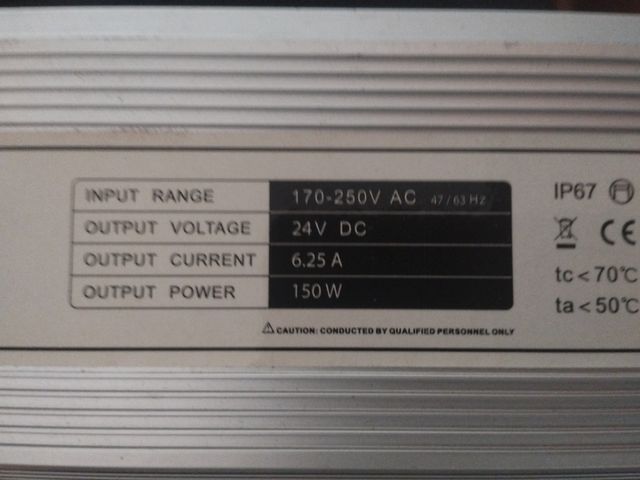 INPUT RANGE 170-250V AC 47/63 Hz
OUTPUT VOLTAGE 24V DC
OUTPUT CURRENT 6.25 A
OUTPUT POWER 150 W
CAUTION: CONDUCTED BY QUALIFIED PERSONNEL ONLY
IP67
CE
tc<70℃
ta<50℃